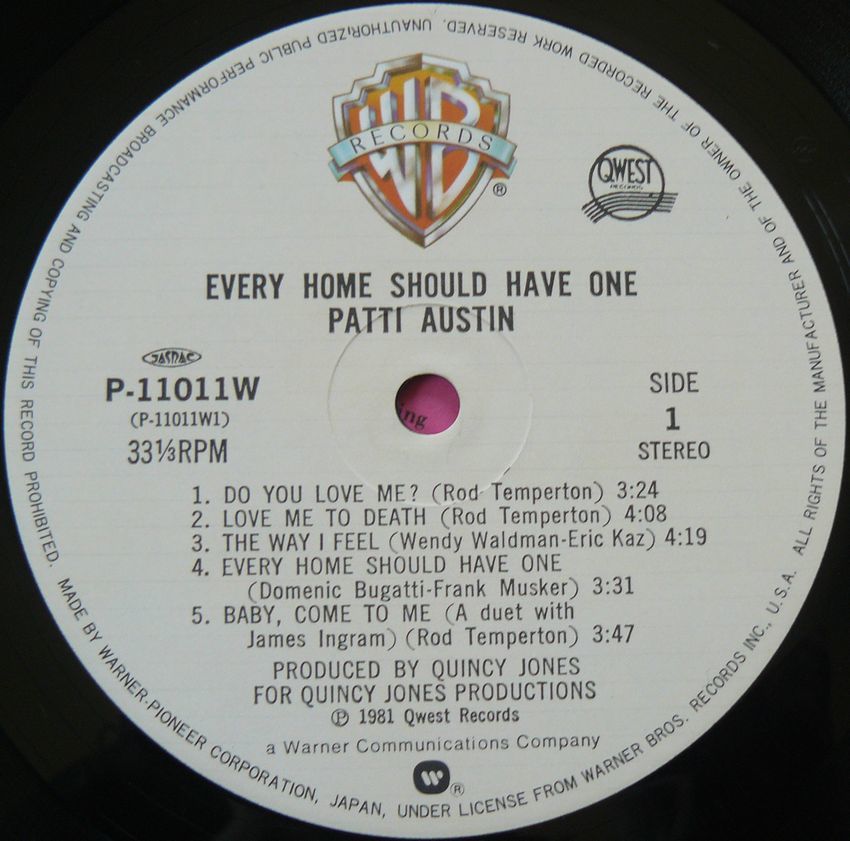 WB
RECORDS
®
QWEST
RECORDS
EVERY HOME SHOULD HAVE ONE
PATTI AUSTIN
JASRAC
P-11011W
(P-11011W1)
33⅓RPM
SIDE
1
STEREO
ing
1. DO YOU LOVE ME? (Rod Temperton) 3:24
2. LOVE ME TO DEATH (Rod Temperton) 4:08
3. THE WAY I FEEL (Wendy Waldman-Eric Kaz) 4:19
4. EVERY HOME SHOULD HAVE ONE
(Domenic Bugatti-Frank Musker) 3:31
5. BABY, COME TO ME (A duet with
James Ingram) (Rod Temperton) 3:47
PRODUCED BY QUINCY JONES
FOR QUINCY JONES PRODUCTIONS
℗ 1981 Qwest Records
a Warner Communications Company
®
MADE BY WARNER-PIONEER CORPORATION, JAPAN, UNDER LICENSE FROM WARNER BROS. RECORDS INC., U.S.A. ALL RIGHTS OF THE MANUFACTURER AND OF THE OWNER OF THE RECORDED WORK RESERVED. UNAUTHORIZED PUBLIC PERFORMANCE BROADCASTING AND COPYING OF THIS RECORD PROHIBITED.